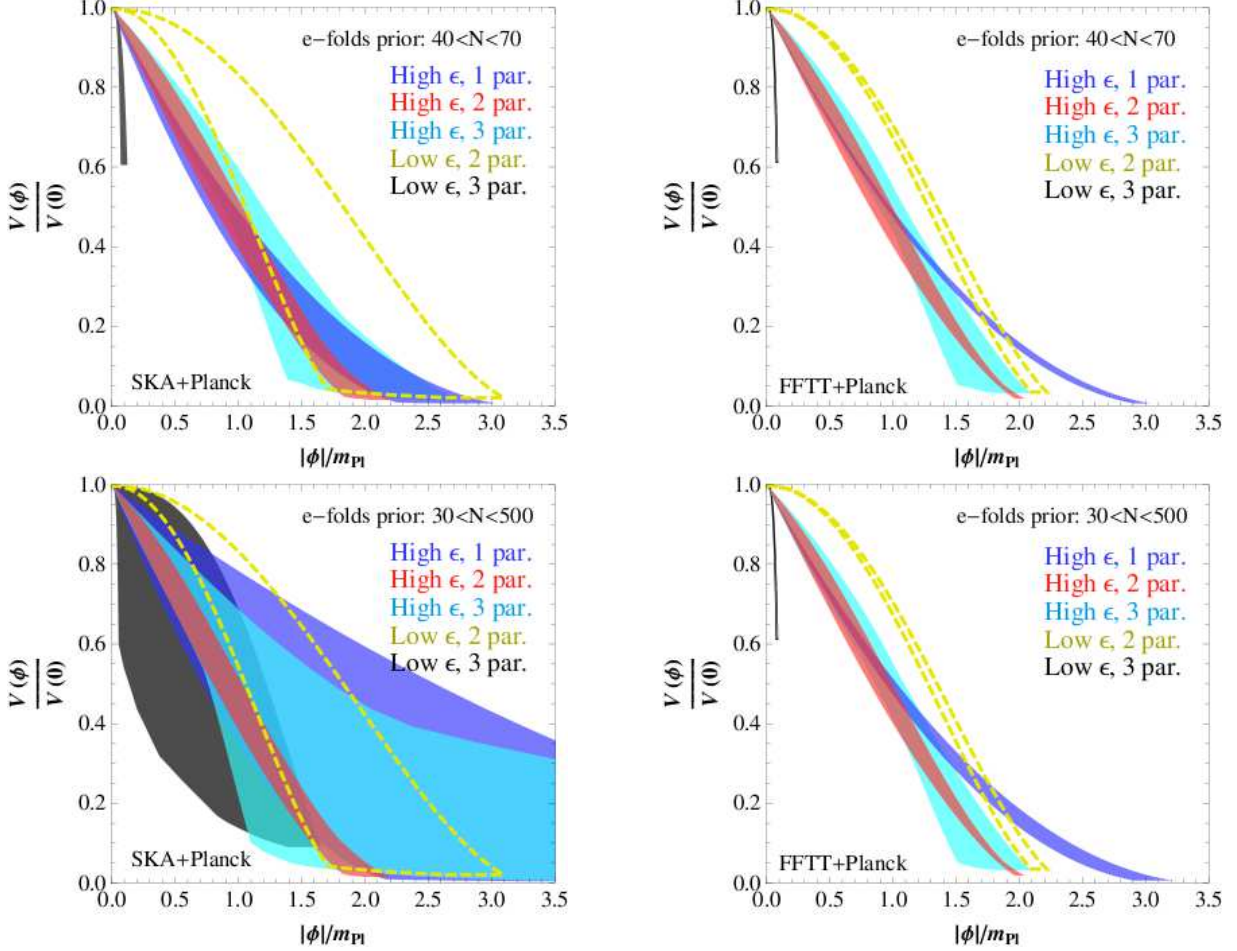 1.0
0.8
0.6
0.4
0.2
0.0
V(ϕ)
V(0)
e−folds prior: 40<N<70
High ϵ, 1 par.
High ϵ, 2 par.
High ϵ, 3 par.
Low ϵ, 2 par.
Low ϵ, 3 par.
SKA+Planck
0.0 0.5 1.0 1.5 2.0 2.5 3.0 3.5
|ϕ|/mPl
1.0
0.8
0.6
0.4
0.2
0.0
V(ϕ)
V(0)
e−folds prior: 40<N<70
High ϵ, 1 par.
High ϵ, 2 par.
High ϵ, 3 par.
Low ϵ, 2 par.
Low ϵ, 3 par.
FFTT+Planck
0.0 0.5 1.0 1.5 2.0 2.5 3.0 3.5
|ϕ|/mPl
1.0
0.8
0.6
0.4
0.2
0.0
V(ϕ)
V(0)
e−folds prior: 30<N<500
High ϵ, 1 par.
High ϵ, 2 par.
High ϵ, 3 par.
Low ϵ, 2 par.
Low ϵ, 3 par.
SKA+Planck
0.0 0.5 1.0 1.5 2.0 2.5 3.0 3.5
|ϕ|/mPl
1.0
0.8
0.6
0.4
0.2
0.0
V(ϕ)
V(0)
e−folds prior: 30<N<500
High ϵ, 1 par.
High ϵ, 2 par.
High ϵ, 3 par.
Low ϵ, 2 par.
Low ϵ, 3 par.
FFTT+Planck
0.0 0.5 1.0 1.5 2.0 2.5 3.0 3.5
|ϕ|/mPl